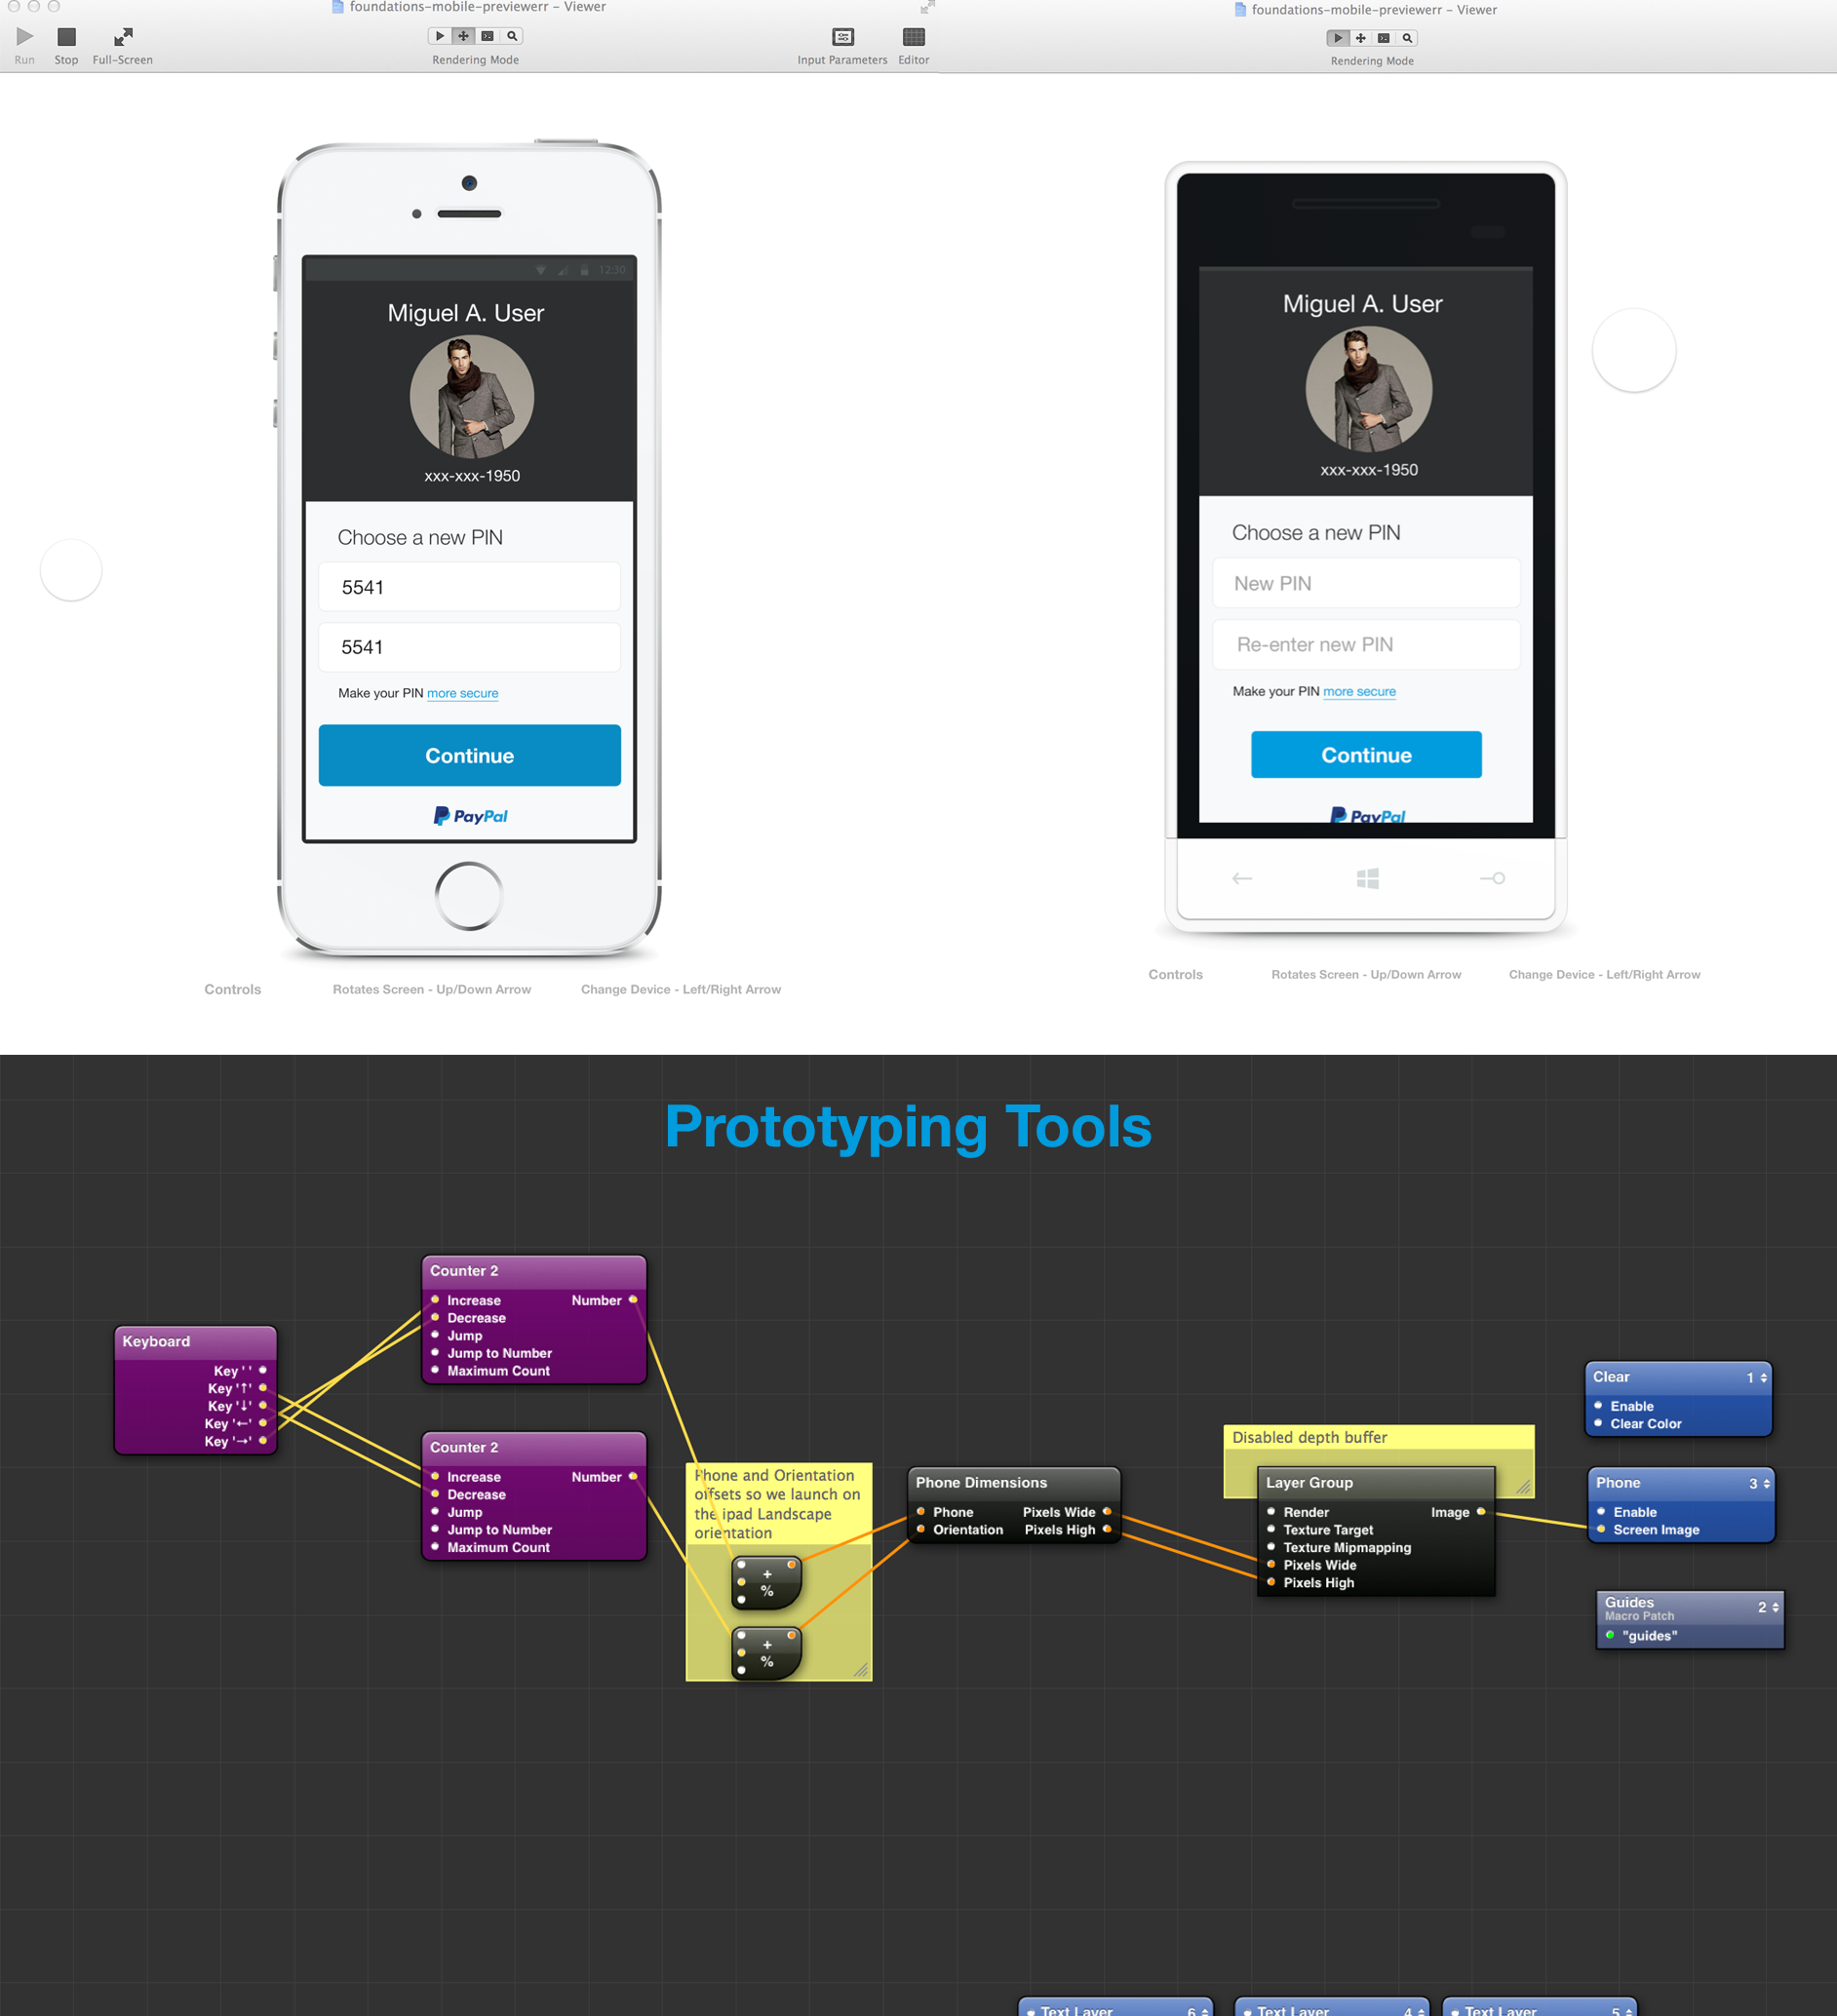 foundations-mobile-previewerr – Viewer
Run
Stop
Full-Screen
Rendering Mode
Input Parameters
Editor
12:30
Miguel A. User
xxx-xxx-1950
Choose a new PIN
5541
5541
Make your PIN more secure
Continue
PayPal
Controls
Rotates Screen - Up/Down Arrow
Change Device - Left/Right Arrow
foundations-mobile-previewerr – Viewer
Rendering Mode
Miguel A. User
xxx-xxx-1950
Choose a new PIN
New PIN
Re-enter new PIN
Make your PIN more secure
Continue
PayPal
Controls
Rotates Screen - Up/Down Arrow
Change Device - Left/Right Arrow
Prototyping Tools
Keyboard
Key ' '
Key '↑'
Key '↓'
Key '←'
Key '→'
Counter 2
Increase Number
Decrease
Jump
Jump to Number
Maximum Count
Counter 2
Increase Number
Decrease
Jump
Jump to Number
Maximum Count
Phone and Orientation
offsets so we launch on
the ipad Landscape
orientation
+
%
+
%
Phone Dimensions
Phone Pixels Wide
Orientation Pixels High
Disabled depth buffer
Layer Group
Render Image
Texture Target
Texture Mipmapping
Pixels Wide
Pixels High
Clear 1
Enable
Clear Color
Phone 3
Enable
Screen Image
Guides 2
Macro Patch
"guides"
Text Layer 6
Text Layer 4
Text Layer 5